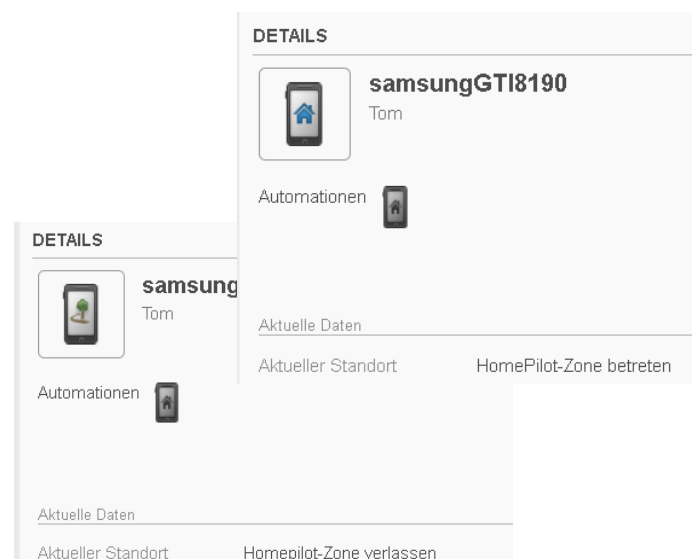 DETAILS
samsungGTI8190
Tom
Automationen
Aktuelle Daten
Aktueller Standort HomePilot-Zone betreten
DETAILS
samsung
Tom
Automationen
Aktuelle Daten
Aktueller Standort Homepilot-Zone verlassen